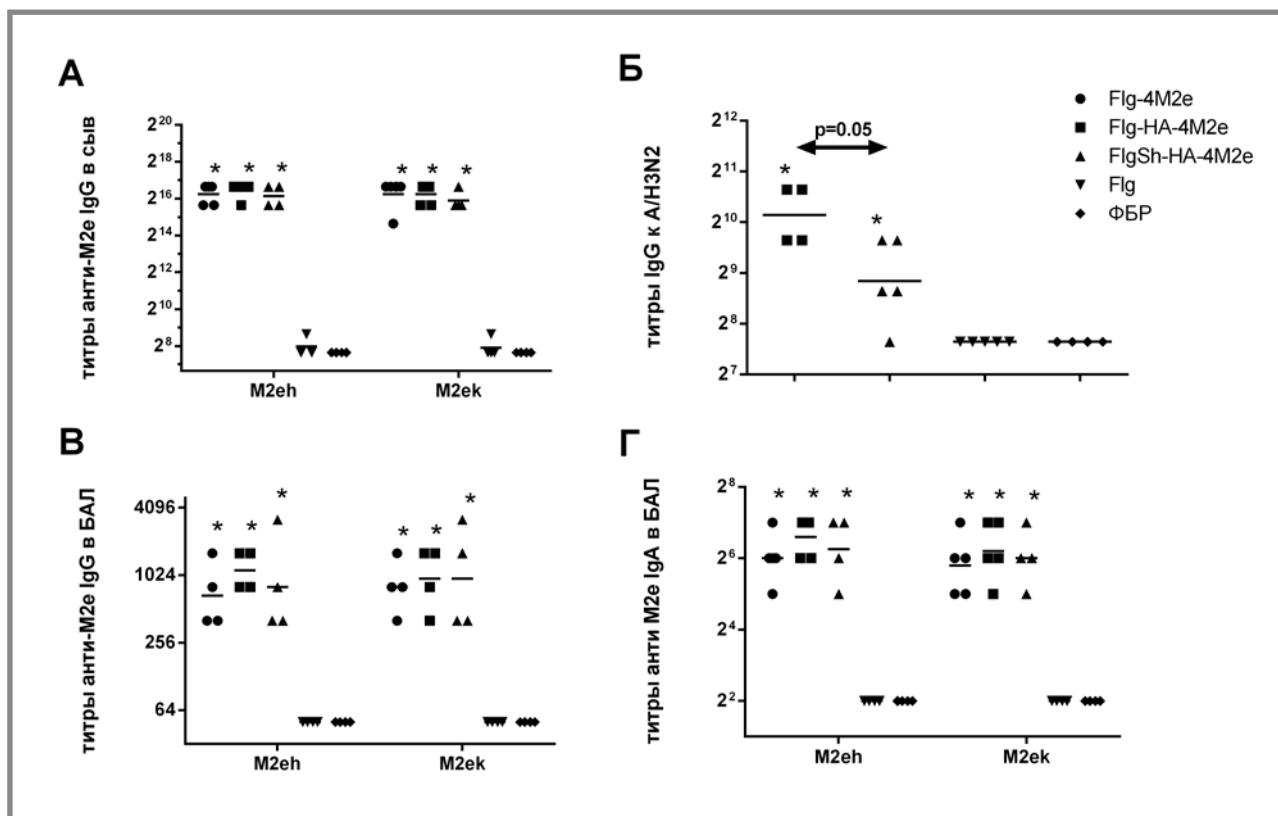 А
титры анти-M2e IgG в сыв
2^20
2^18
2^16
2^14
2^12
2^10
2^8
* * *
* * *
M2eh
M2ek
Б
титры IgG к А/H3N2
2^12
2^11
2^10
2^9
2^8
2^7
p=0.05
*
*
Flg-4M2e
Flg-HA-4M2e
FlgSh-HA-4M2e
Flg
ФБР
В
титры анти-M2e IgG в БАЛ
4096
1024
256
64
* * *
* * *
M2eh
M2ek
Г
титры анти M2e IgA в БАЛ
2^8
2^6
2^4
2^2
* * *
* * *
M2eh
M2ek